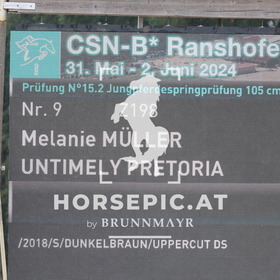 CSN-B* Ranshofe
31. Mai - 2. Juni 2024
Prüfung N°15.2 Jungpferdespringprüfung 105 cm
Nr. 9 Z198
Melanie MÜLLER
UNTIMELY PRETORIA
HORSEPIC.AT
by BRUNNMAYR
/2018/S/DUNKELBRAUN/UPPERCUT DS